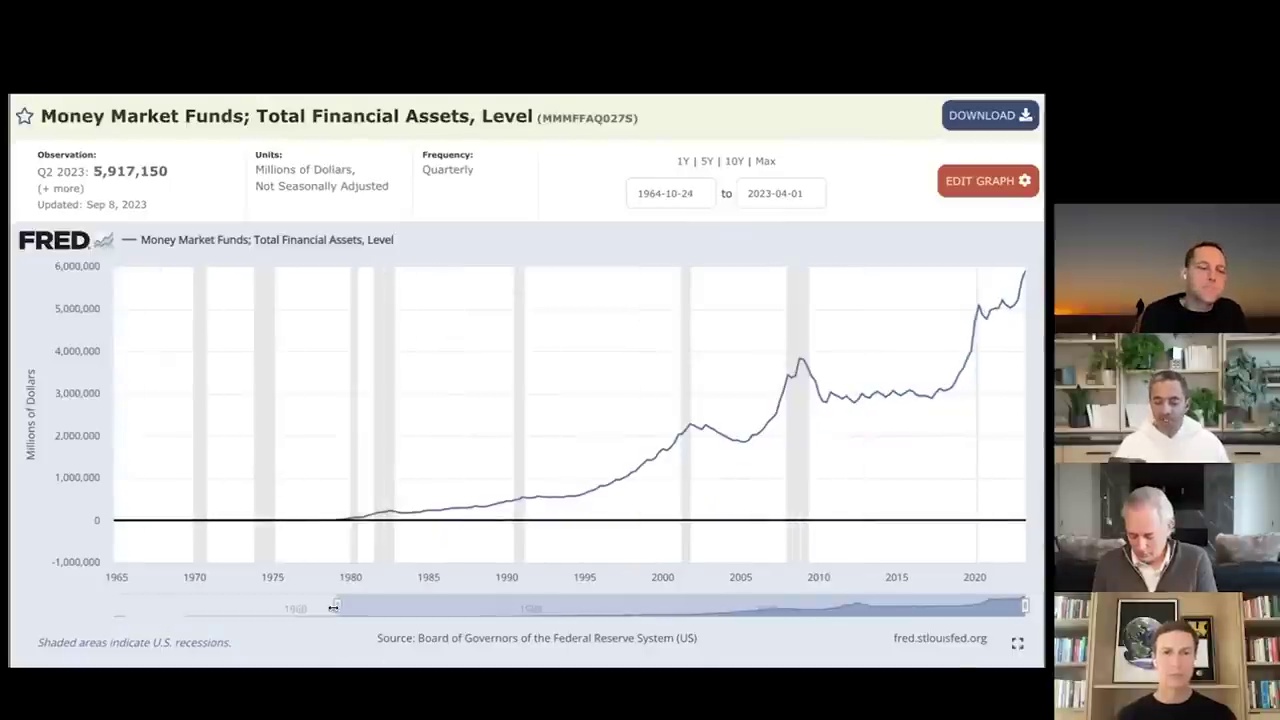 Money Market Funds; Total Financial Assets, Level (MMMFFAQ027S)
DOWNLOAD
Observation:
Q2 2023: 5,917,150
(+ more)
Updated: Sep 8, 2023
Units:
Millions of Dollars,
Not Seasonally Adjusted
Frequency:
Quarterly
1Y | 5Y | 10Y | Max
1964-10-24 to 2023-04-01
EDIT GRAPH
FRED
Money Market Funds; Total Financial Assets, Level
Millions of Dollars
6,000,000
5,000,000
4,000,000
3,000,000
2,000,000
1,000,000
0
-1,000,000
1965 1970 1975 1980 1985 1990 1995 2000 2005 2010 2015 2020
1960 1980
Shaded areas indicate U.S. recessions.
Source: Board of Governors of the Federal Reserve System (US)
fred.stlouisfed.org